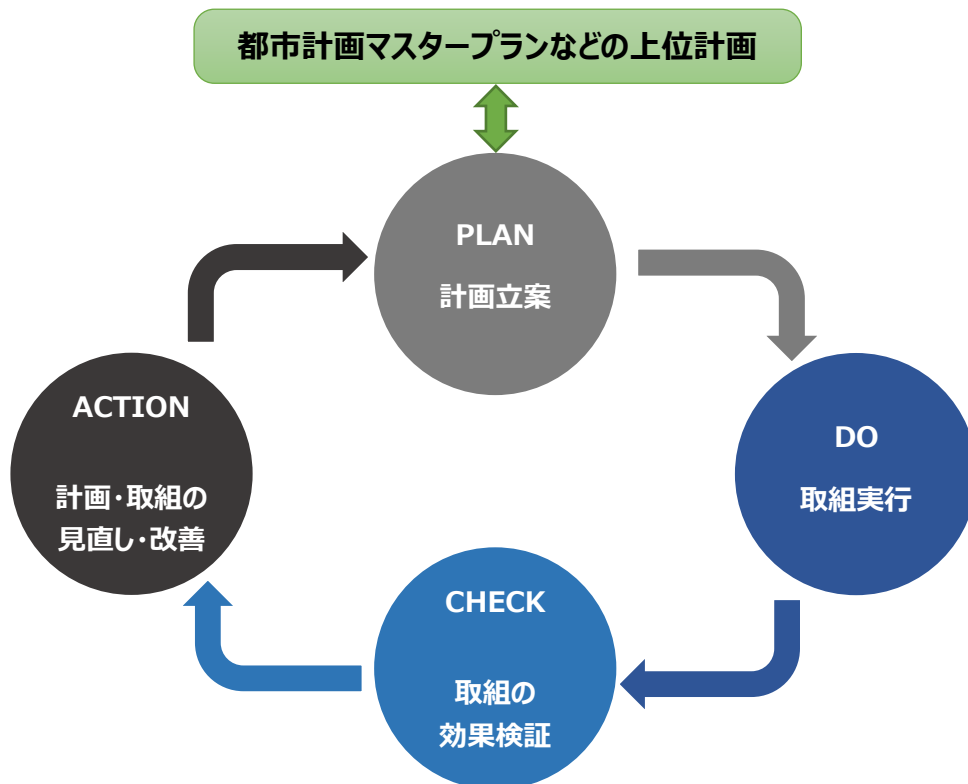 都市計画マスタープランなどの上位計画
PLAN
計画立案
DO
取組実行
CHECK
取組の
効果検証
ACTION
計画・取組の
見直し・改善